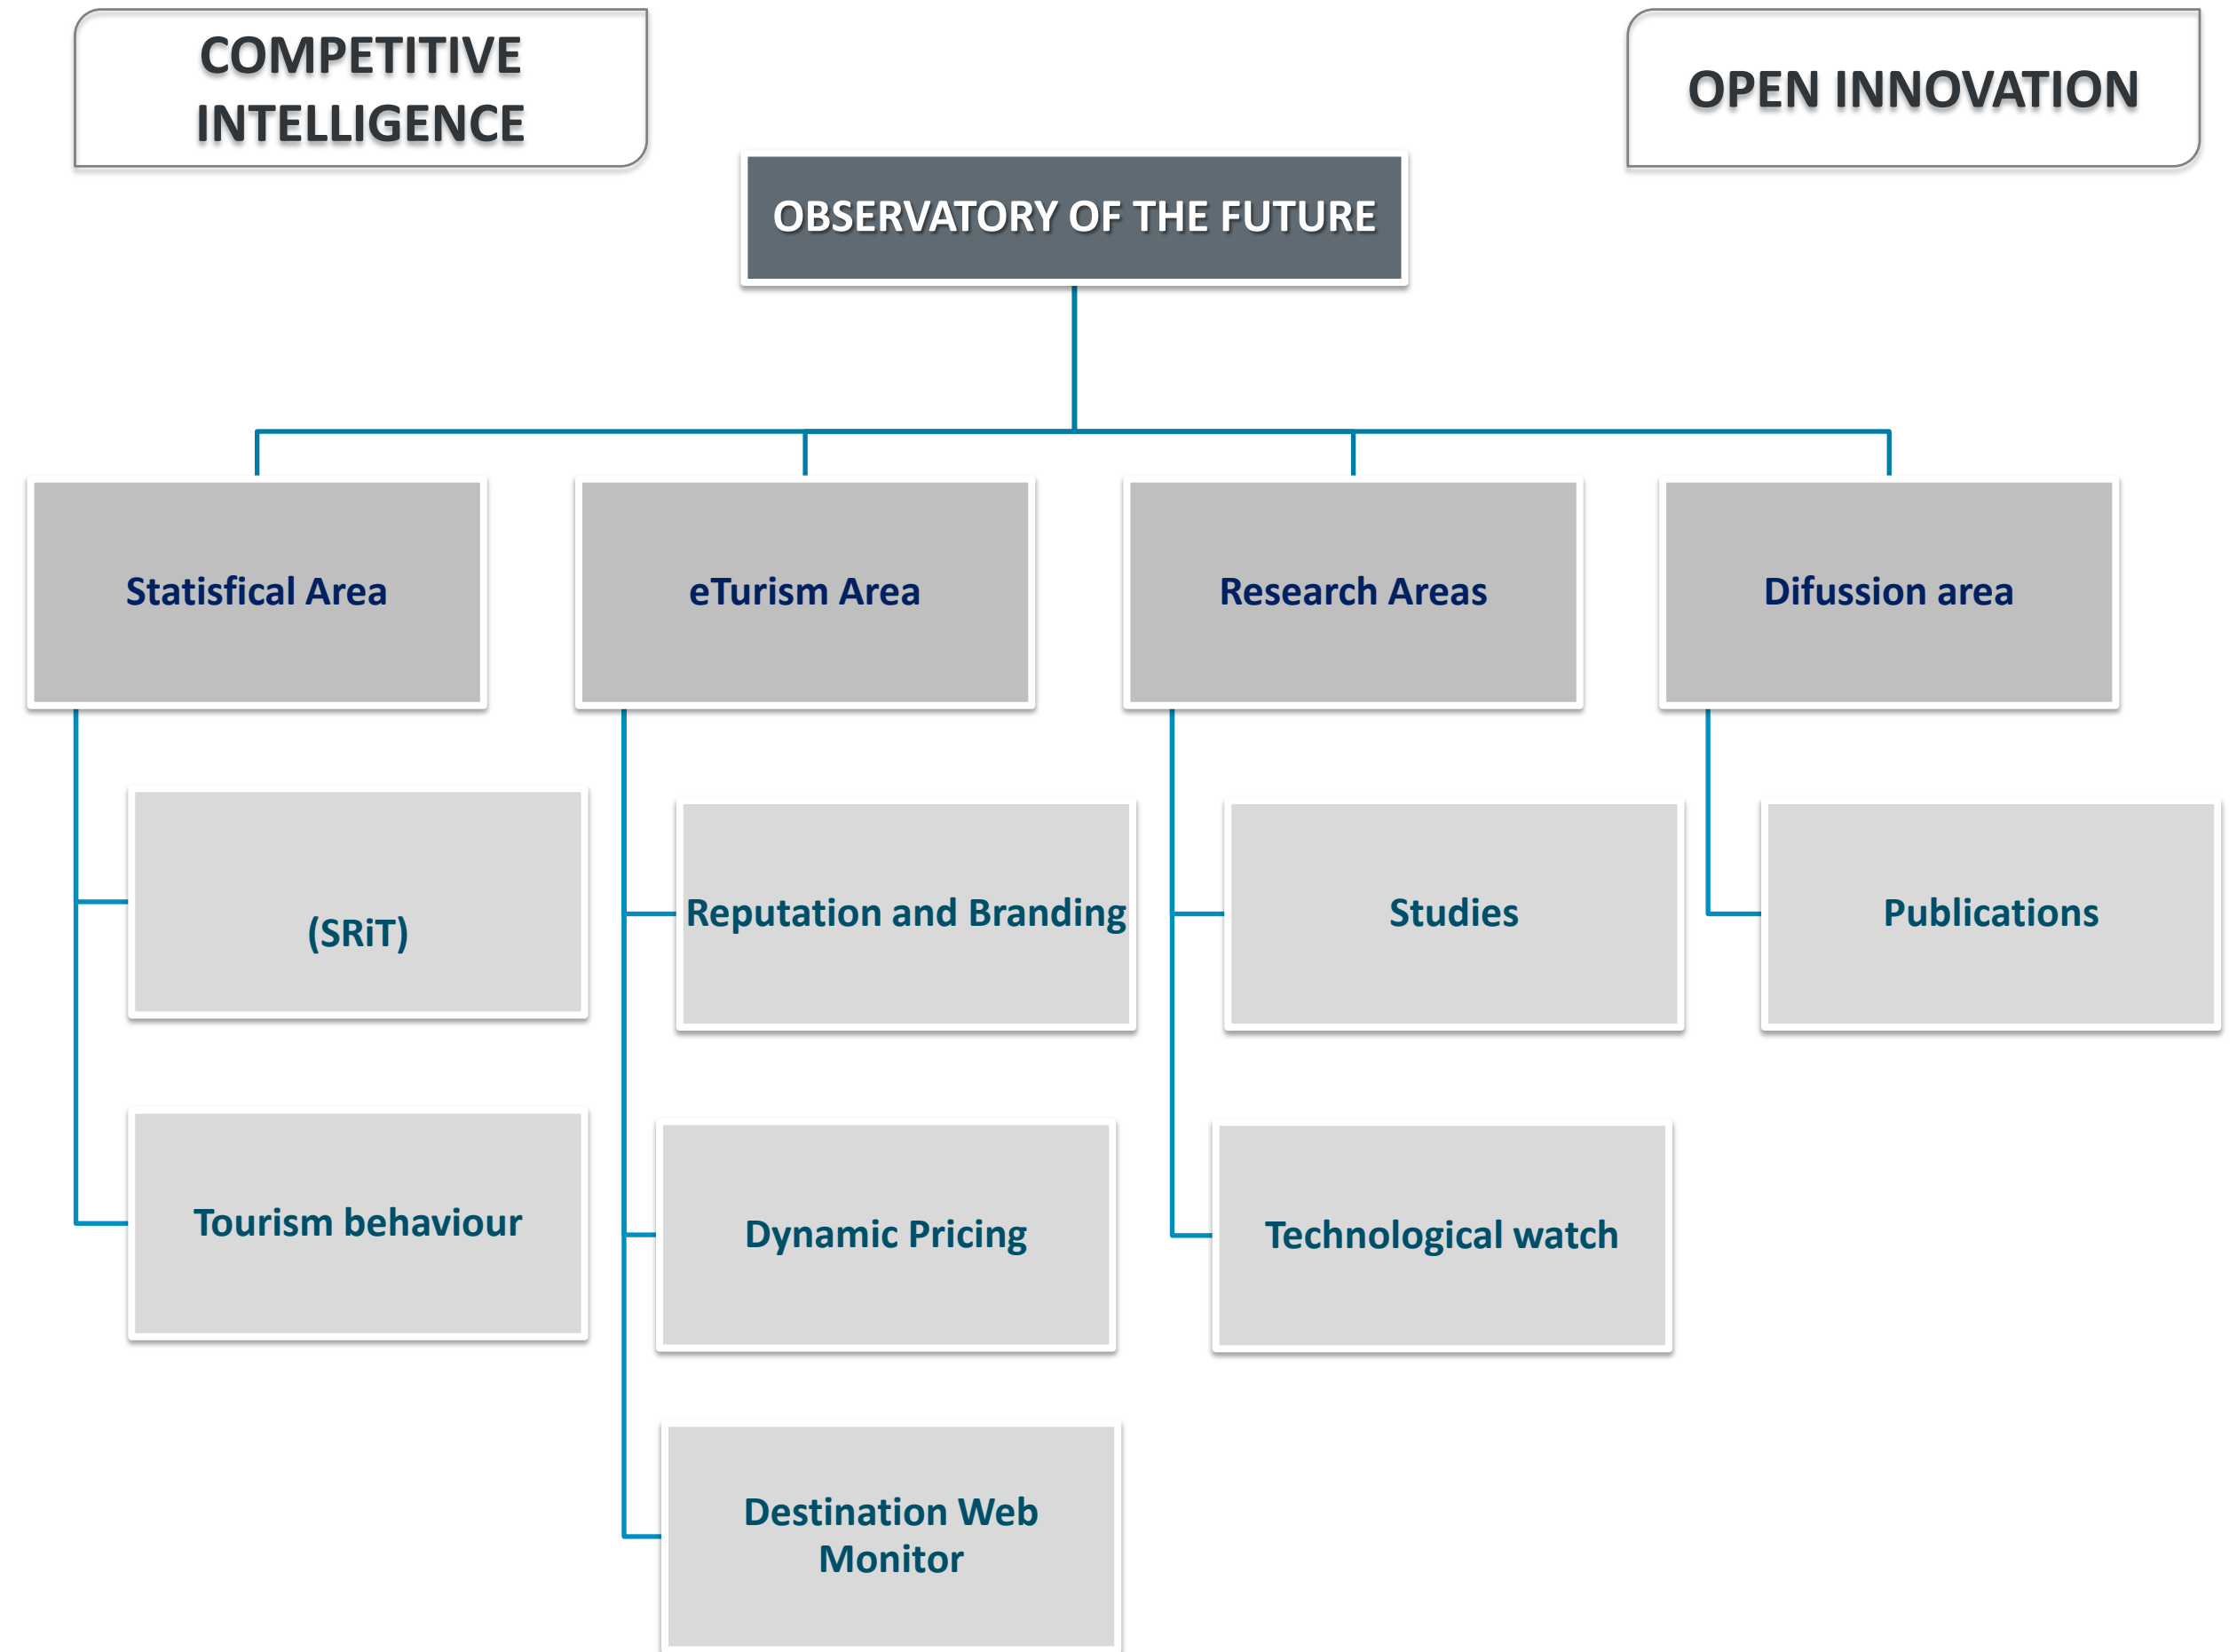 COMPETITIVE
INTELLIGENCE
OPEN INNOVATION
OBSERVATORY OF THE FUTURE
Statisfical Area
eTurism Area
Research Areas
Difussion area
(SRiT)
Reputation and Branding
Studies
Publications
Tourism behaviour
Dynamic Pricing
Technological watch
Destination Web
Monitor